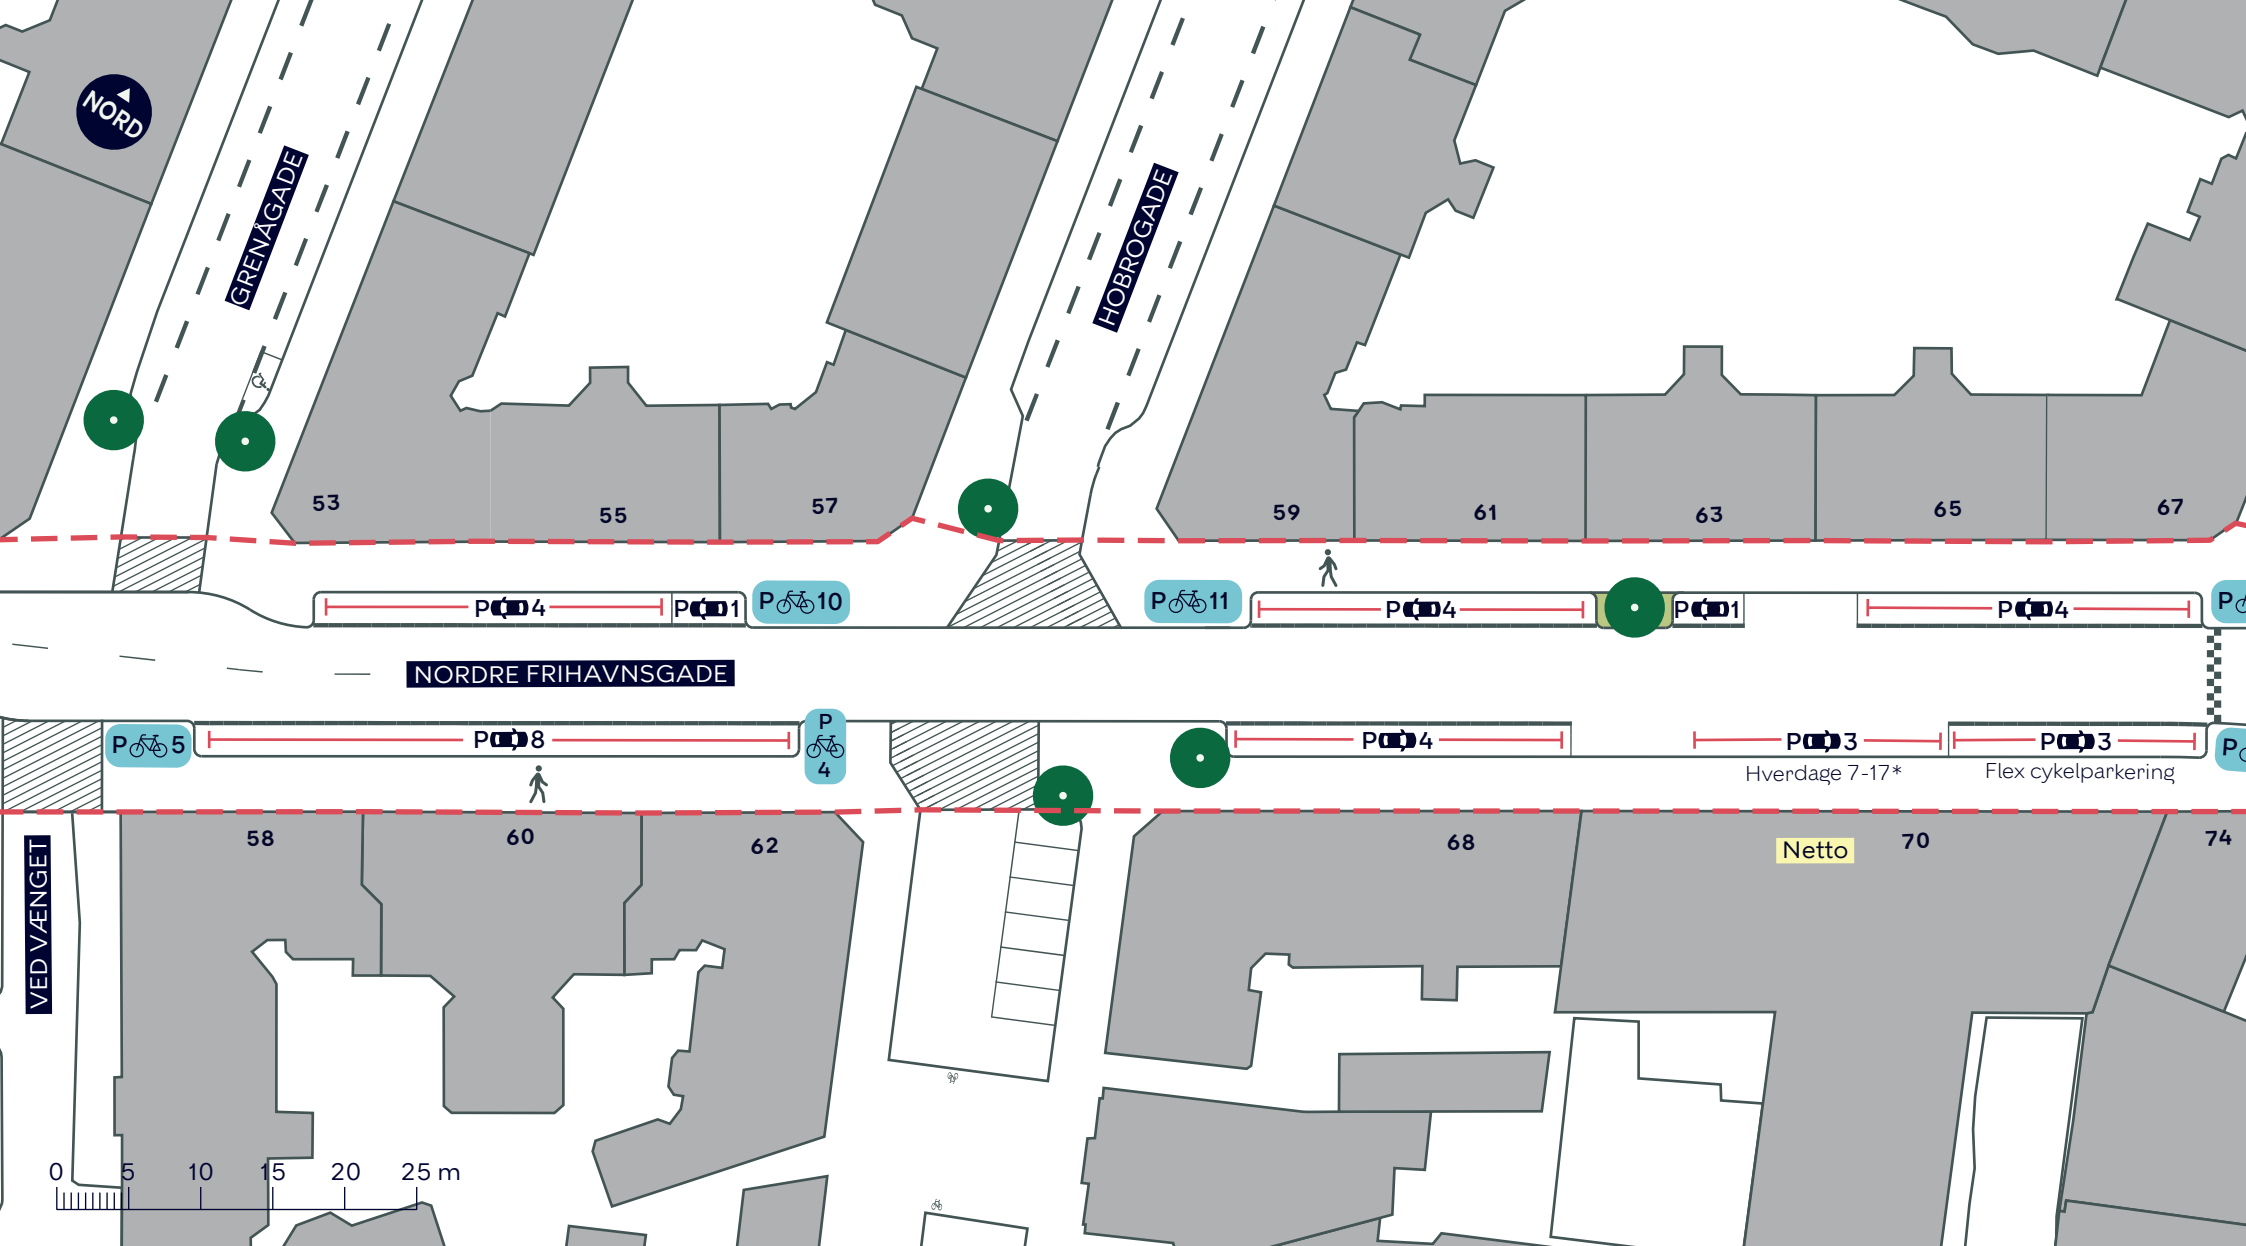 NORD
GRENÅGADE
HOBROGADE
53
55
57
59
61
63
65
67
P 4
P 1
P 10
P 11
P 4
P 1
P 4
P
NORDRE FRIHAVNSGADE
P 5
P 8
P
4
P 4
P 3
P 3
P
Hverdage 7-17*
Flex cykelparkering
58
60
62
68
Netto
70
74
VED VÆNGET
0 5 10 15 20 25 m